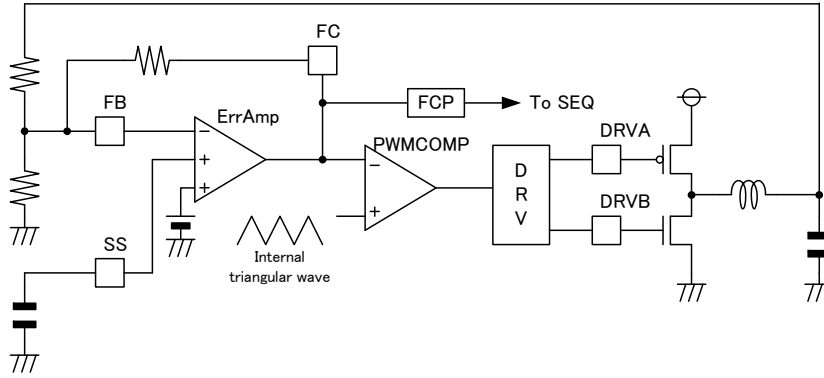 FC
FB
ErrAmp
FCP
To SEQ
DRVA
PWMCOMP
−
+
+
−
+
D
R
V
DRVB
SS
Internal
triangular wave